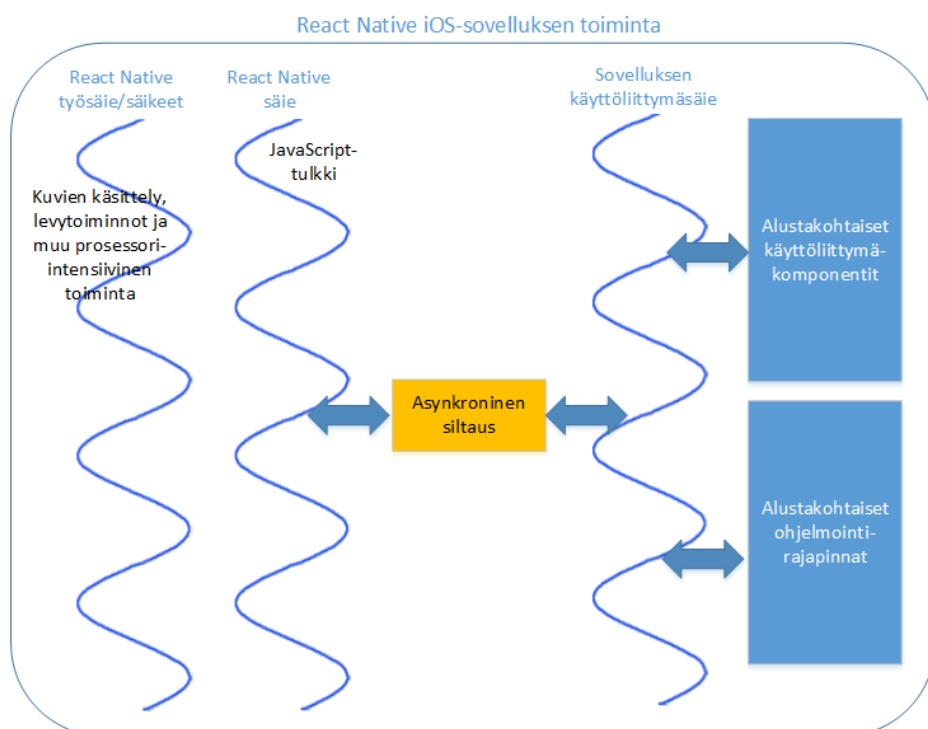 React Native iOS-sovelluksen toiminta
React Native
työsäie/säikeet
React Native
säie
Sovelluksen
käyttöliittymäsäie
JavaScript-
tulkki
Kuvien käsittely,
levytoiminnot ja
muu prosessori-
intensiivinen
toiminta
Alustakohtaiset
käyttöliittymä-
komponentit
Asynkroninen
siltaus
Alustakohtaiset
ohjelmointi-
rajapinnat